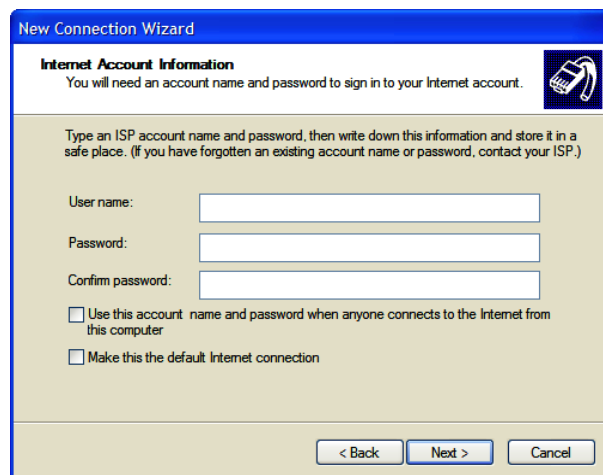 New Connection Wizard
Internet Account Information
You will need an account name and password to sign in to your Internet account.
Type an ISP account name and password, then write down this information and store it in a
safe place. (If you have forgotten an existing account name or password, contact your ISP.)
User name:
Password:
Confirm password:
Use this account name and password when anyone connects to the Internet from
this computer
Make this the default Internet connection
< Back
Next >
Cancel